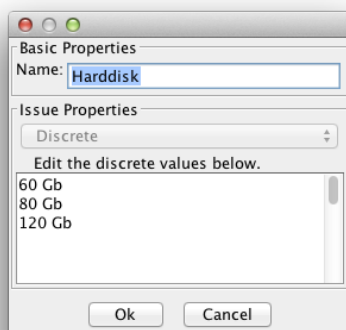 Basic Properties
Name: Harddisk
Issue Properties
Discrete
Edit the discrete values below.
60 Gb
80 Gb
120 Gb
Ok Cancel